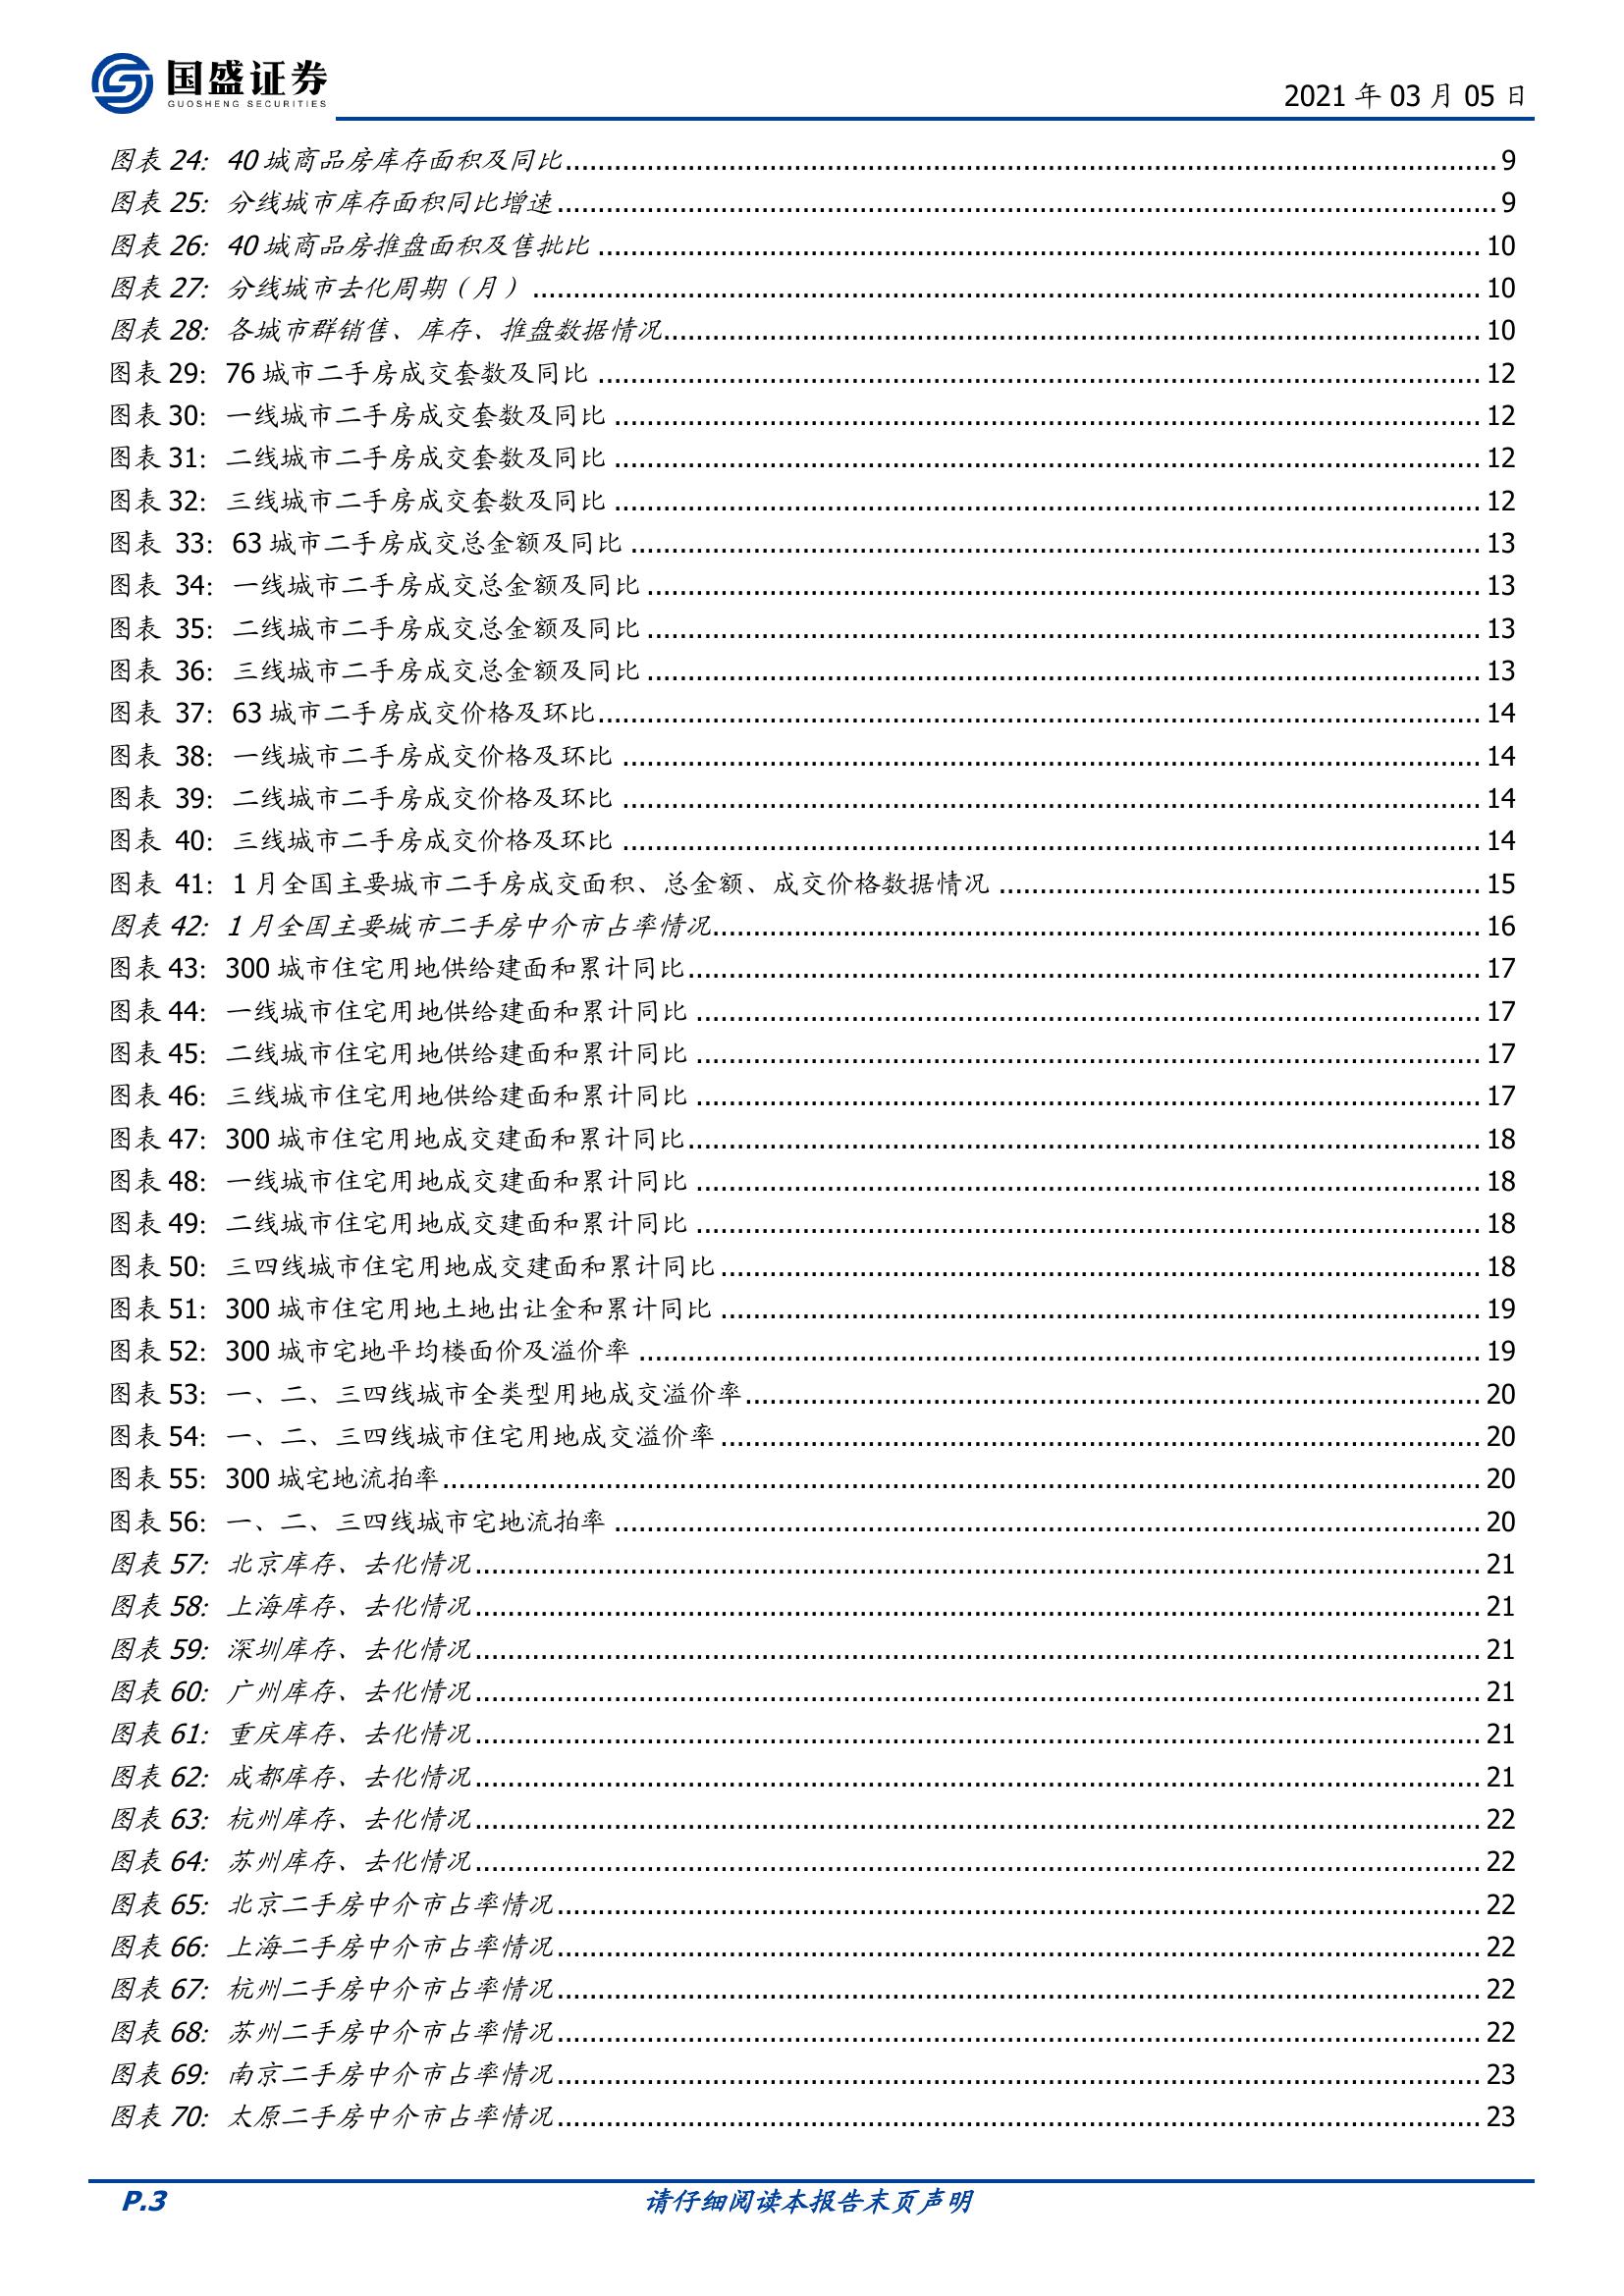 国盛证券
GUOSHENG SECURITIES
2021 年 03 月 05 日
图表 24: 40 城商品房库存面积及同比 9
图表 25: 分线城市库存面积同比增速 9
图表 26: 40 城商品房推盘面积及售批比 10
图表 27: 分线城市去化周期（月） 10
图表 28: 各城市群销售、库存、推盘数据情况 10
图表 29: 76 城市二手房成交套数及同比 12
图表 30: 一线城市二手房成交套数及同比 12
图表 31: 二线城市二手房成交套数及同比 12
图表 32: 三线城市二手房成交套数及同比 12
图表 33: 63 城市二手房成交总金额及同比 13
图表 34: 一线城市二手房成交总金额及同比 13
图表 35: 二线城市二手房成交总金额及同比 13
图表 36: 三线城市二手房成交总金额及同比 13
图表 37: 63 城市二手房成交价格及环比 14
图表 38: 一线城市二手房成交价格及环比 14
图表 39: 二线城市二手房成交价格及环比 14
图表 40: 三线城市二手房成交价格及环比 14
图表 41: 1 月全国主要城市二手房成交面积、总金额、成交价格数据情况 15
图表 42: 1 月全国主要城市二手房中介市占率情况 16
图表 43: 300 城市住宅用地供给建面和累计同比 17
图表 44: 一线城市住宅用地供给建面和累计同比 17
图表 45: 二线城市住宅用地供给建面和累计同比 17
图表 46: 三线城市住宅用地供给建面和累计同比 17
图表 47: 300 城市住宅用地成交建面和累计同比 18
图表 48: 一线城市住宅用地成交建面和累计同比 18
图表 49: 二线城市住宅用地成交建面和累计同比 18
图表 50: 三四线城市住宅用地成交建面和累计同比 18
图表 51: 300 城市住宅用地土地出让金和累计同比 19
图表 52: 300 城市宅地平均楼面价及溢价率 19
图表 53: 一、二、三四线城市全类型用地成交溢价率 20
图表 54: 一、二、三四线城市住宅用地成交溢价率 20
图表 55: 300 城宅地流拍率 20
图表 56: 一、二、三四线城市宅地流拍率 20
图表 57: 北京库存、去化情况 21
图表 58: 上海库存、去化情况 21
图表 59: 深圳库存、去化情况 21
图表 60: 广州库存、去化情况 21
图表 61: 重庆库存、去化情况 21
图表 62: 成都库存、去化情况 21
图表 63: 杭州库存、去化情况 22
图表 64: 苏州库存、去化情况 22
图表 65: 北京二手房中介市占率情况 22
图表 66: 上海二手房中介市占率情况 22
图表 67: 杭州二手房中介市占率情况 22
图表 68: 苏州二手房中介市占率情况 22
图表 69: 南京二手房中介市占率情况 23
图表 70: 太原二手房中介市占率情况 23
P.3 请仔细阅读本报告末页声明